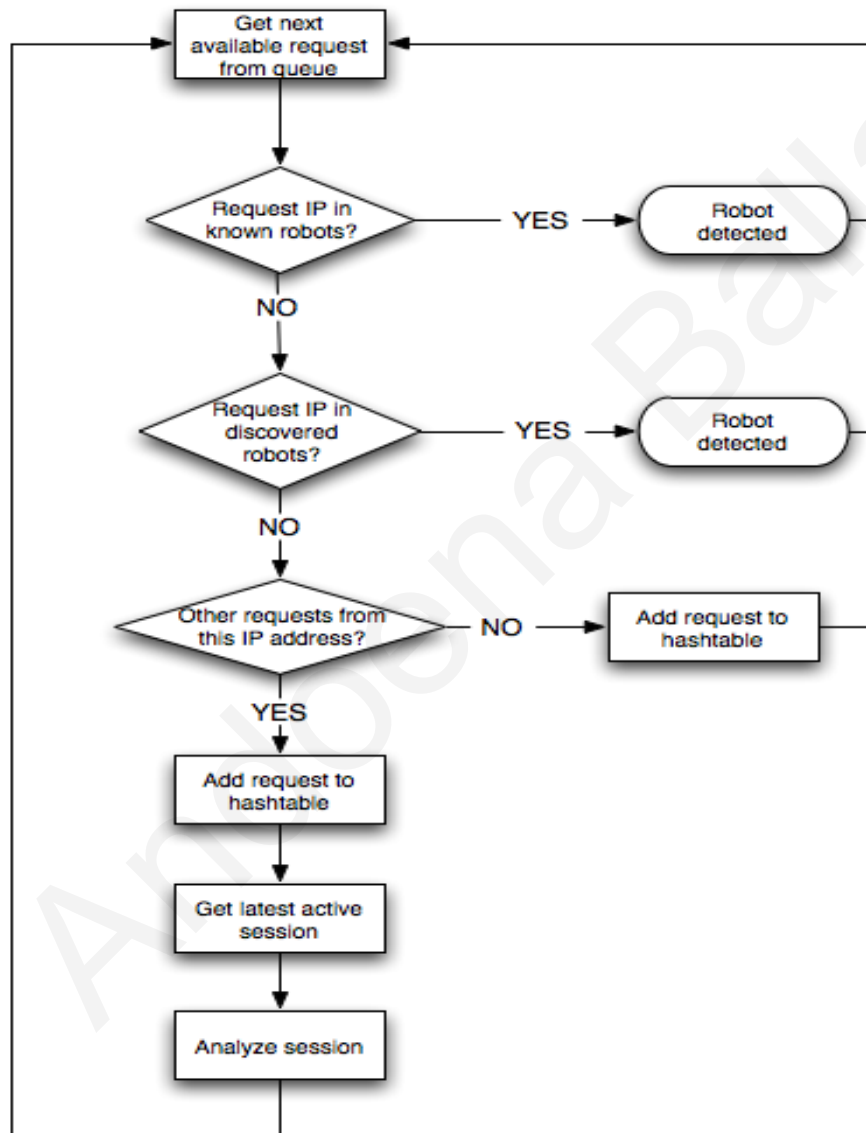 Get next
available request
from queue
Request IP in
known robots?
YES
Robot
detected
NO
Request IP in
discovered
robots?
YES
Robot
detected
NO
Other requests from
this IP address?
NO
Add request to
hashtable
YES
Add request to
hashtable
Get latest active
session
Analyze session
Andoena Balla